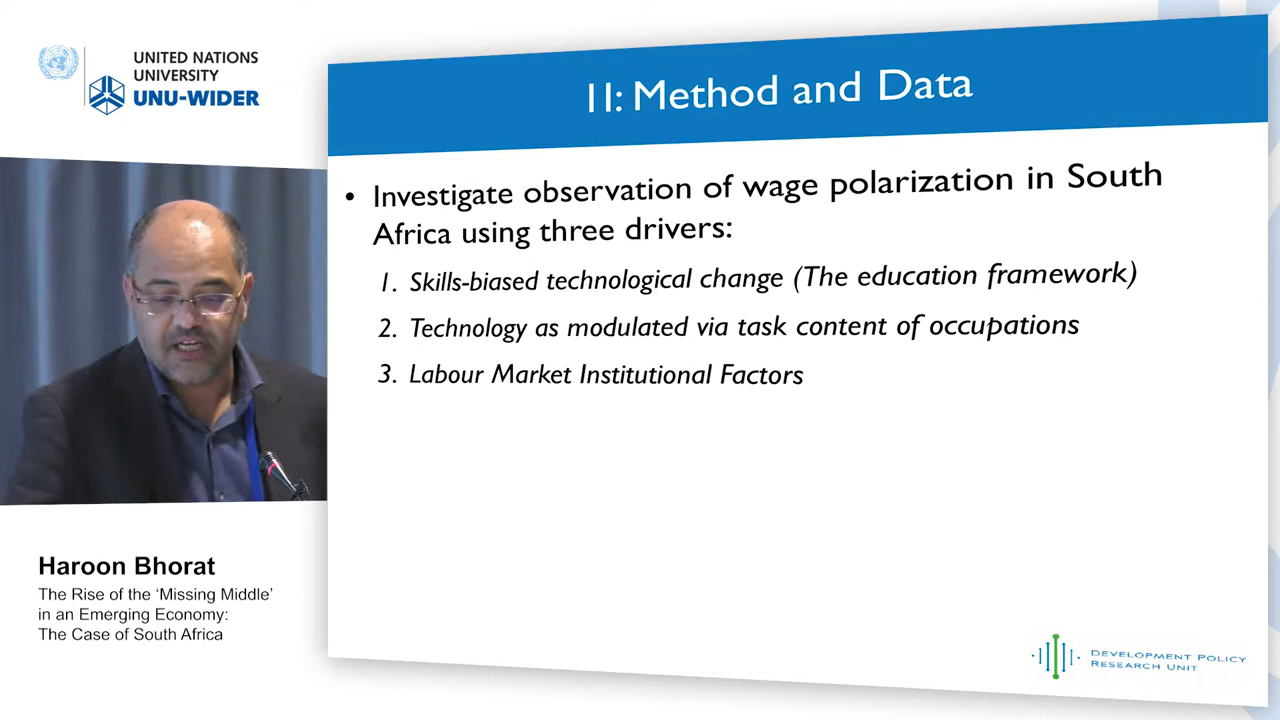 UNITED NATIONS
UNIVERSITY
UNU-WIDER
II: Method and Data
• Investigate observation of wage polarization in South
Africa using three drivers:
1. Skills-biased technological change (The education framework)
2. Technology as modulated via task content of occupations
3. Labour Market Institutional Factors
Haroon Bhorat
The Rise of the ‘Missing Middle’
in an Emerging Economy:
The Case of South Africa
DEVELOPMENT POLICY
RESEARCH UNIT